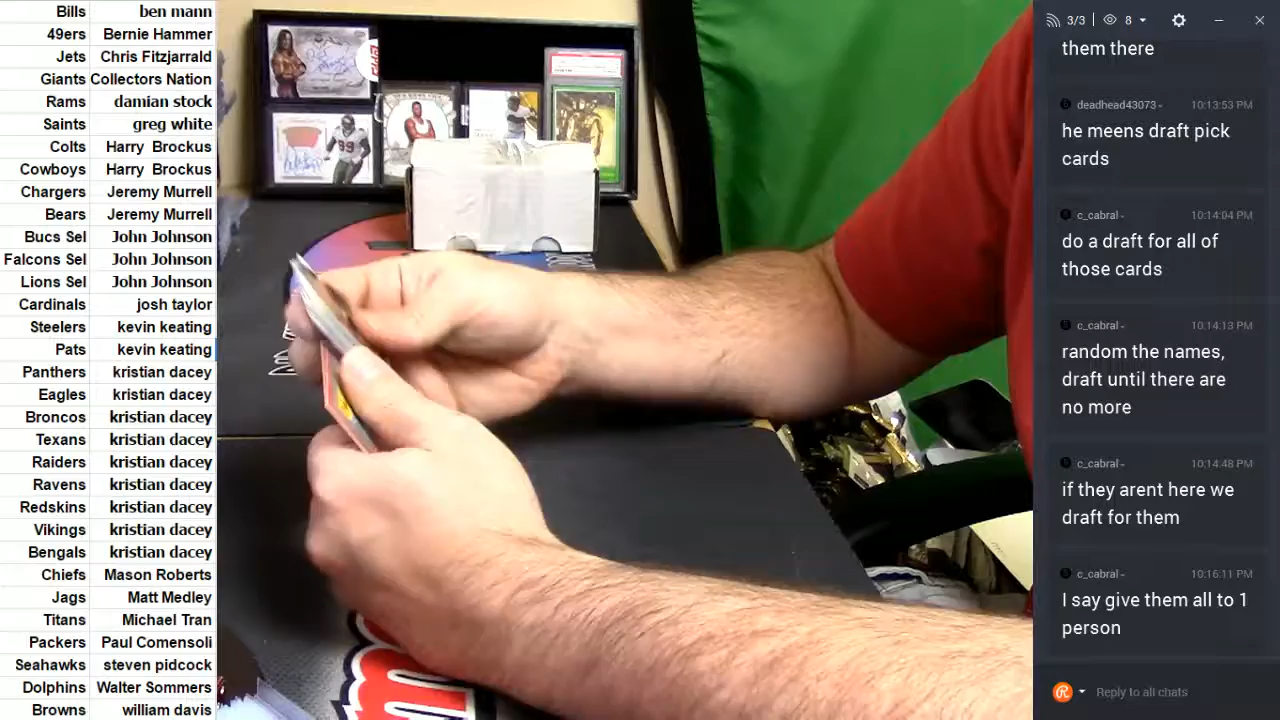 Bills ben mann
49ers Bernie Hammer
Jets Chris Fitzjarrald
Giants Collectors Nation
Rams damian stock
Saints greg white
Colts Harry Brockus
Cowboys Harry Brockus
Chargers Jeremy Murrell
Bears Jeremy Murrell
Bucs Sel John Johnson
Falcons Sel John Johnson
Lions Sel John Johnson
Cardinals josh taylor
Steelers kevin keating
Pats kevin keating
Panthers kristian dacey
Eagles kristian dacey
Broncos kristian dacey
Texans kristian dacey
Raiders kristian dacey
Ravens kristian dacey
Redskins kristian dacey
Vikings kristian dacey
Bengals kristian dacey
Chiefs Mason Roberts
Jags Matt Medley
Titans Michael Tran
Packers Paul Comensoli
Seahawks steven pidcock
Dolphins Walter Sommers
Browns william davis
3/3 8
them there
deadhead43073 10:13:53 PM
he meens draft pick
cards
c_cabral 10:14:04 PM
do a draft for all of
those cards
c_cabral 10:14:13 PM
random the names,
draft until there are
no more
c_cabral 10:14:48 PM
if they arent here we
draft for them
c_cabral 10:16:11 PM
I say give them all to 1
person
Reply to all chats